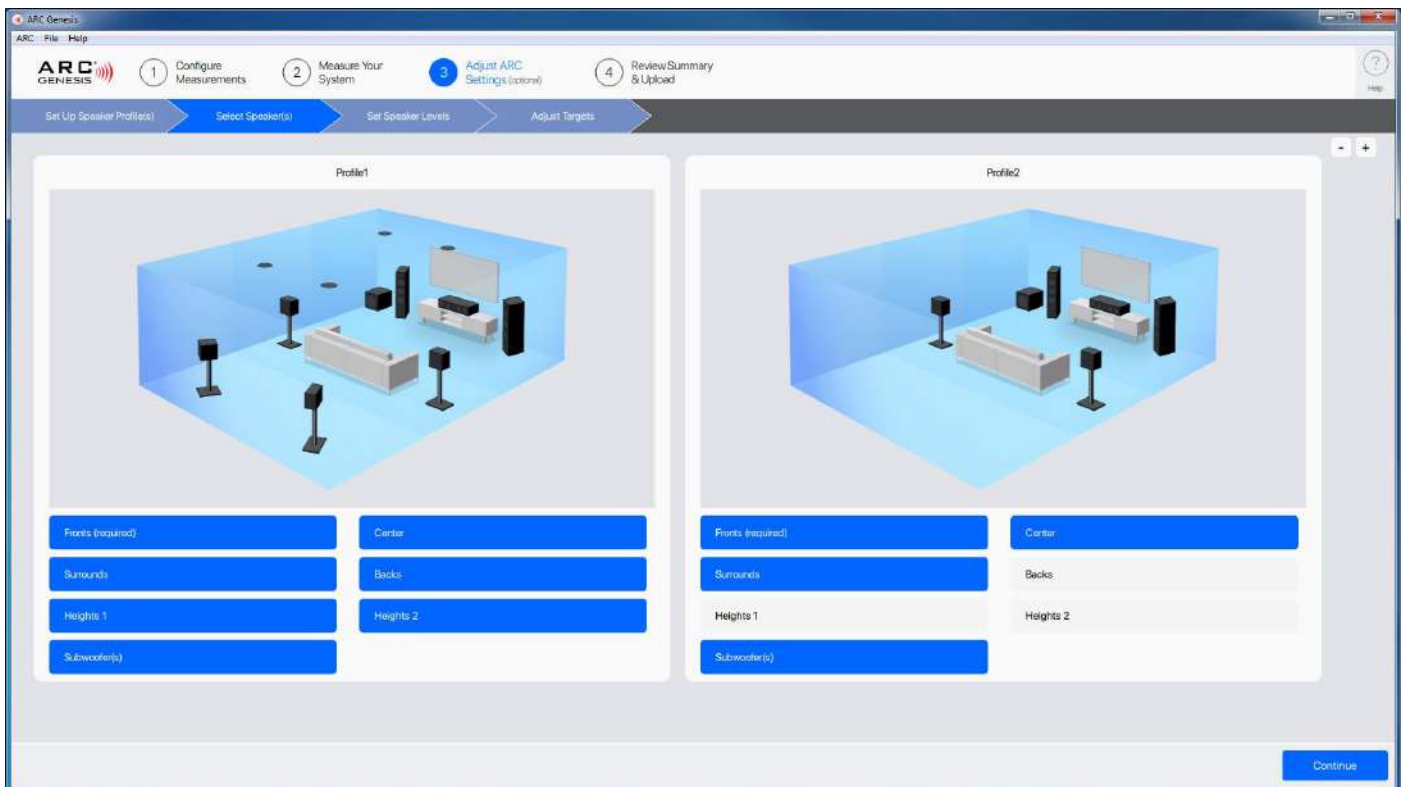 ARC Genesis
ARC File Help
ARC
GENESIS
1
Configure
Measurements
2
Measure Your
System
3
Adjust ARC
Settings (optional)
4
Review Summary
& Upload
?
Help
Set Up Speaker Profile(s)
Select Speaker(s)
Set Speaker Levels
Adjust Targets
- +
Profile1
Fronts (required)
Center
Surrounds
Backs
Heights 1
Heights 2
Subwoofer(s)
Profile2
Fronts (required)
Center
Surrounds
Backs
Heights 1
Heights 2
Subwoofer(s)
Continue